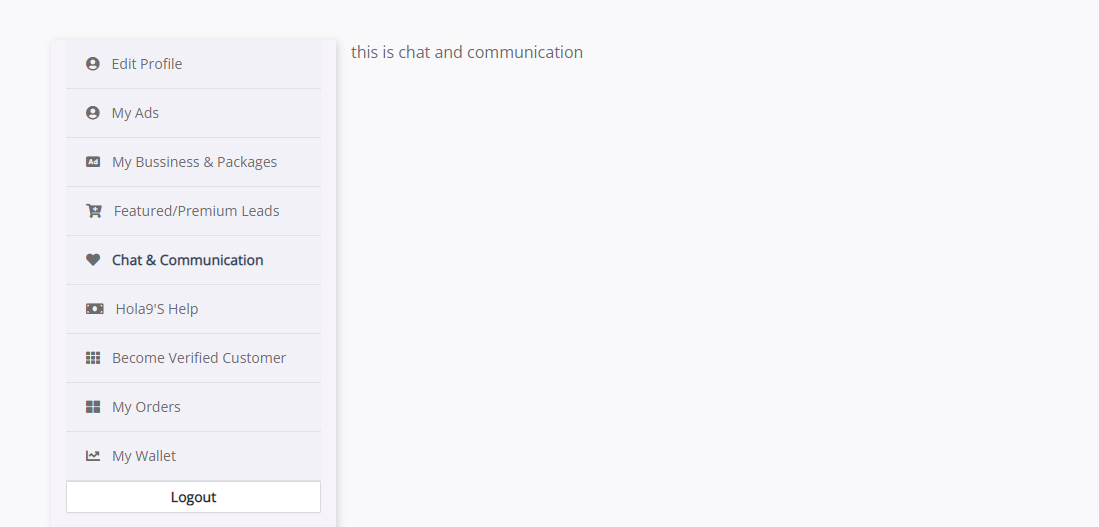 Edit Profile
My Ads
My Bussiness & Packages
Featured/Premium Leads
Chat & Communication
Hola9'S Help
Become Verified Customer
My Orders
My Wallet
Logout
this is chat and communication